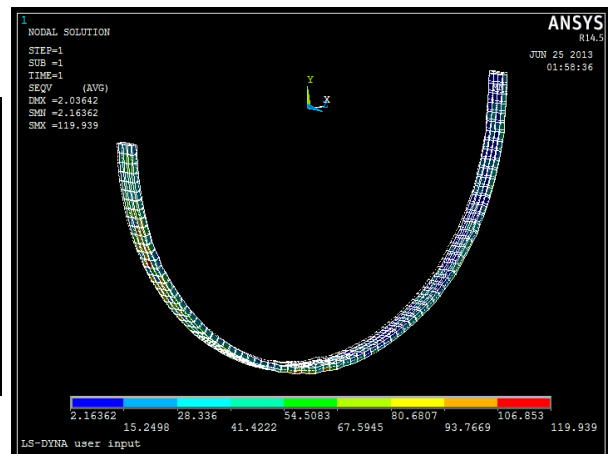 1
NODAL SOLUTION
STEP=1
SUB =1
TIME=1
SEQV (AVG)
DMX =2.03642
SMN =2.16362
SMX =119.939
ANSYS
R14.5
JUN 25 2013
01:58:36
Y
X
MN
2.16362 28.336 54.5083 80.6807 106.853
15.2498 41.4222 67.5945 93.7669 119.939
LS-DYNA user input